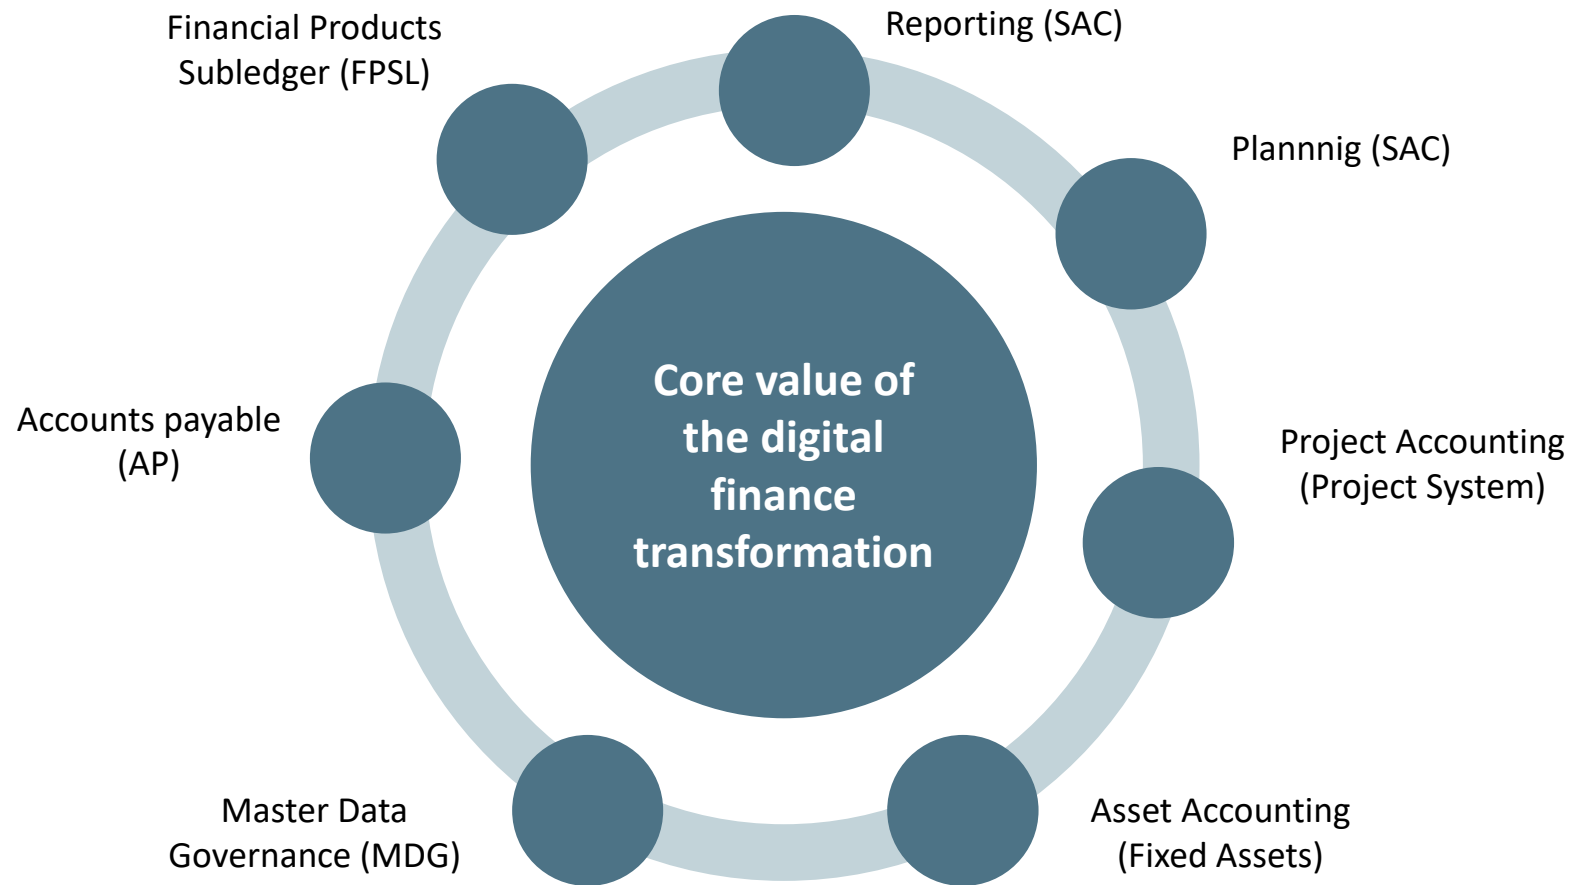 Financial Products
Subledger (FPSL)
Reporting (SAC)
Plannnig (SAC)
Accounts payable
(AP)
Core value of
the digital
finance
transformation
Project Accounting
(Project System)
Master Data
Governance (MDG)
Asset Accounting
(Fixed Assets)